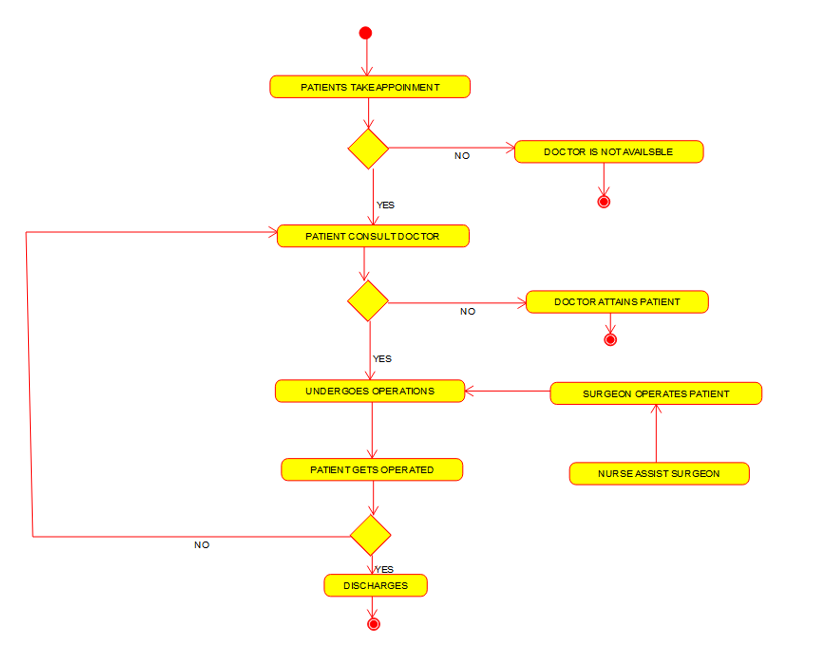 PATIENTS TAKE APPOINMENT
NO
DOCTOR IS NOT AVAILSBLE
YES
PATIENT CONSULT DOCTOR
NO
DOCTOR ATTAINS PATIENT
YES
UNDERGOES OPERATIONS
SURGEON OPERATES PATIENT
PATIENT GETS OPERATED
NURSE ASSIST SURGEON
NO
YES
DISCHARGES